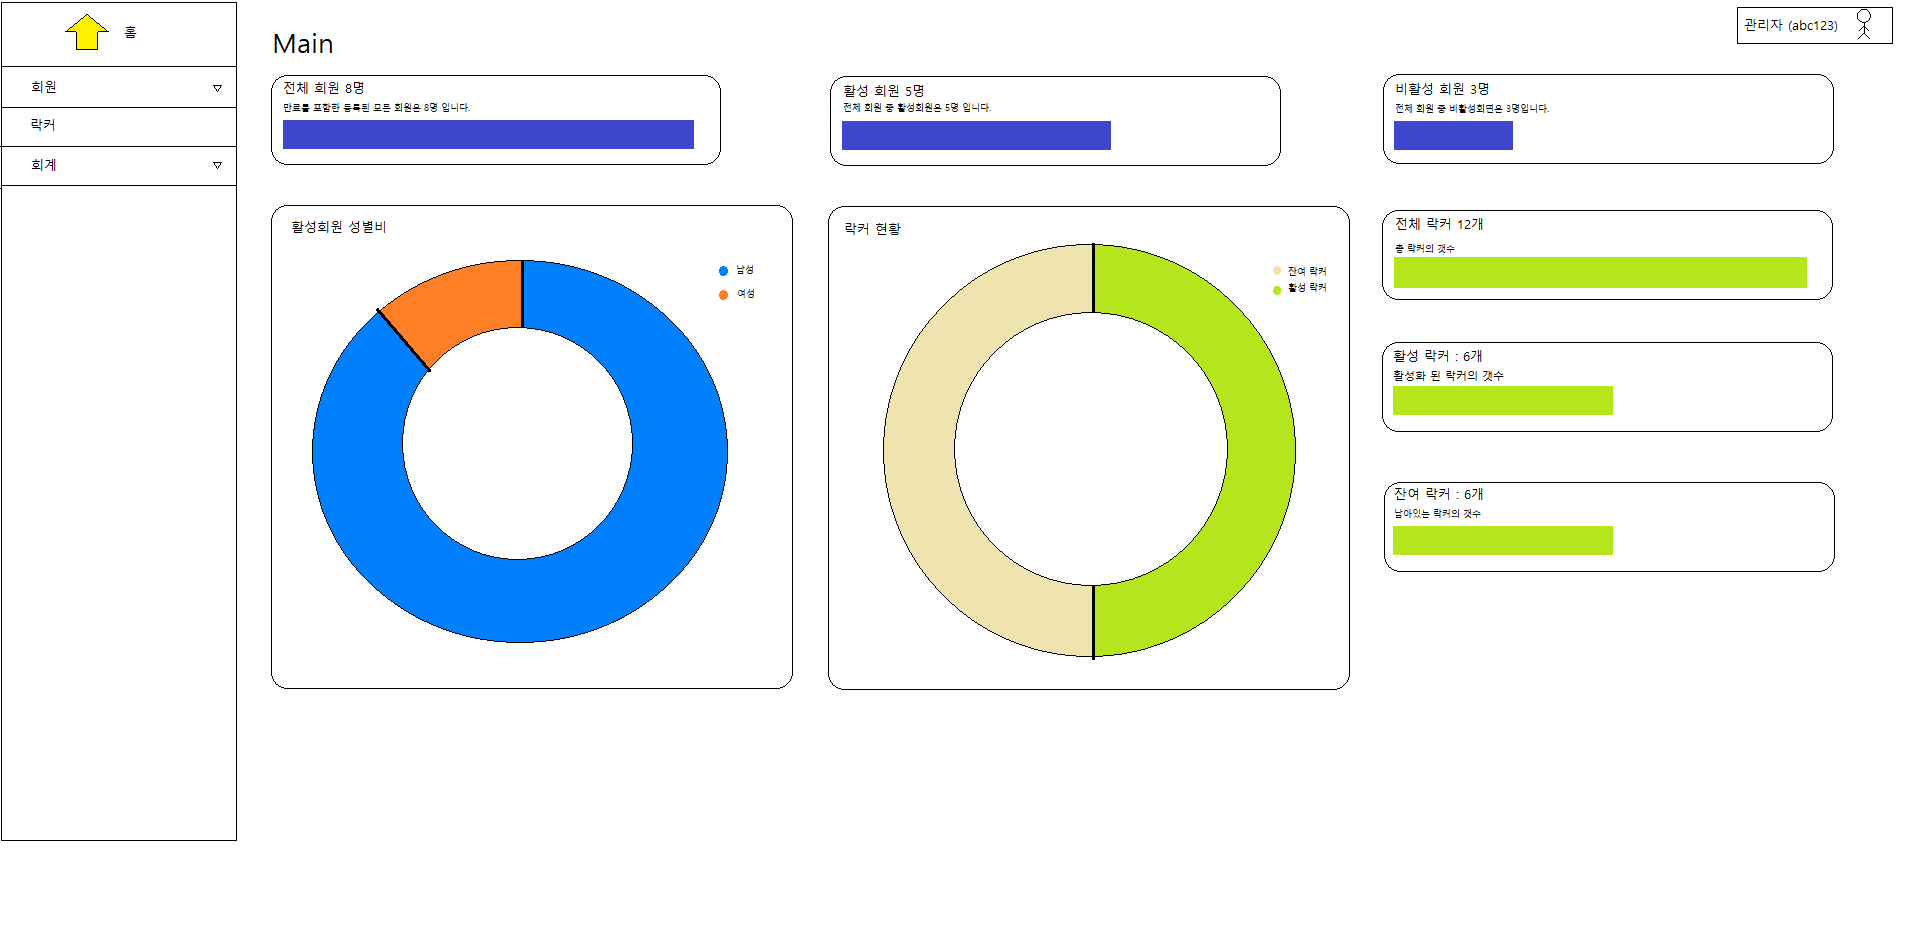 홈
회원
락커
회계
Main
관리자 (abc123)
전체 회원 8명
만료를 포함한 등록된 모든 회원은 8명 입니다.
활성 회원 5명
전체 회원 중 활성회원은 5명 입니다.
비활성 회원 3명
전체 회원 중 비활성회면은 3명입니다.
활성회원 성별비
남성
여성
락커 현황
잔여 락커
활성 락커
전체 락커 12개
총 락커의 갯수
활성 락커 : 6개
활성화 된 락커의 갯수
잔여 락커 : 6개
남아있는 락커의 갯수